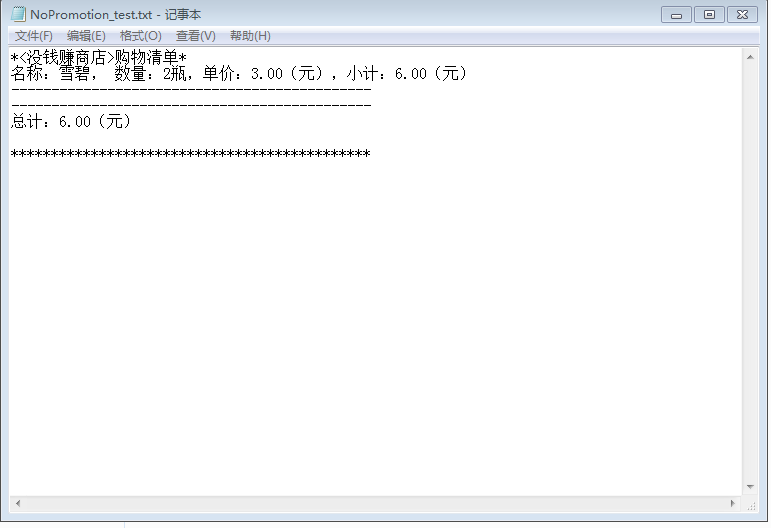 NoPromotion_test.txt - 记事本
文件(F) 编辑(E) 格式(O) 查看(V) 帮助(H)
*<没钱赚商店>购物清单*
名称：雪碧， 数量：2瓶，单价：3.00（元），小计：6.00（元）
---------------------------------------------
---------------------------------------------
总计：6.00（元）
*********************************************